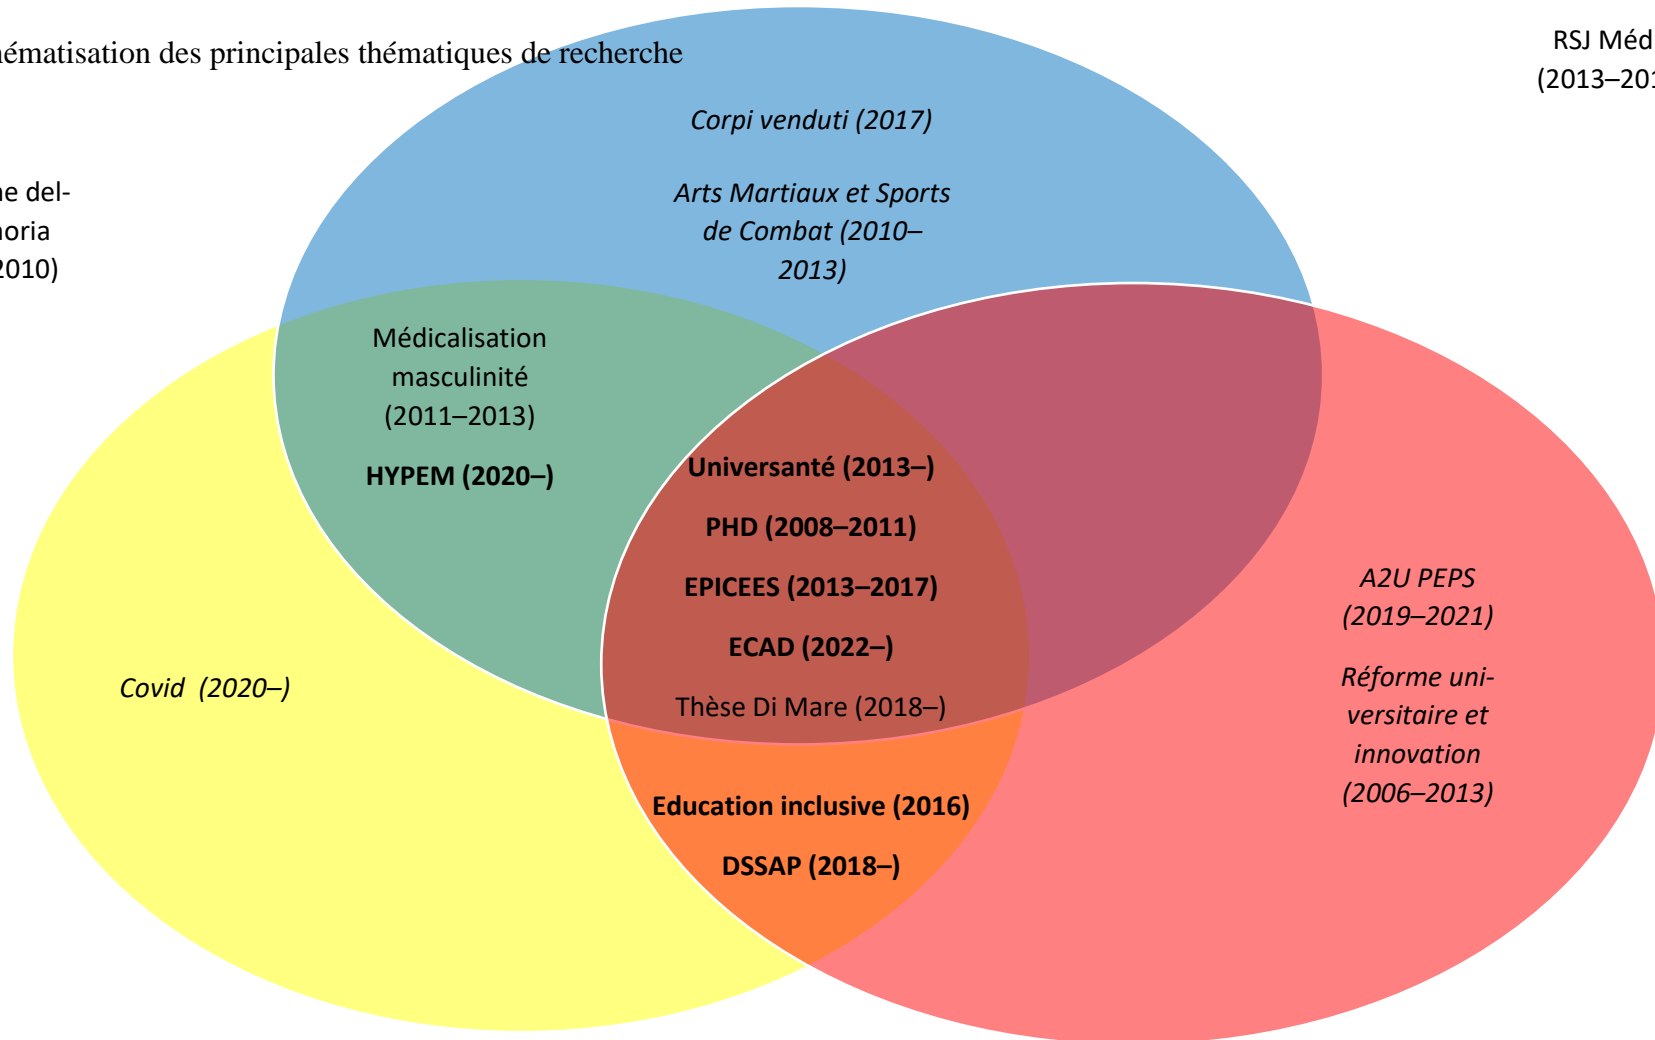 hématisation des principales thématiques de recherche
RSJ Méd
(2013–201
Corpi venduti (2017)
ne del-
noria
2010)
Arts Martiaux et Sports
de Combat (2010–
2013)
Médicalisation
masculinité
(2011–2013)
HYPEM (2020–)
Universanté (2013–)
PHD (2008–2011)
EPICEES (2013–2017)
ECAD (2022–)
Thèse Di Mare (2018–)
Covid (2020–)
A2U PEPS
(2019–2021)
Réforme uni-
versitaire et
innovation
(2006–2013)
Education inclusive (2016)
DSSAP (2018–)